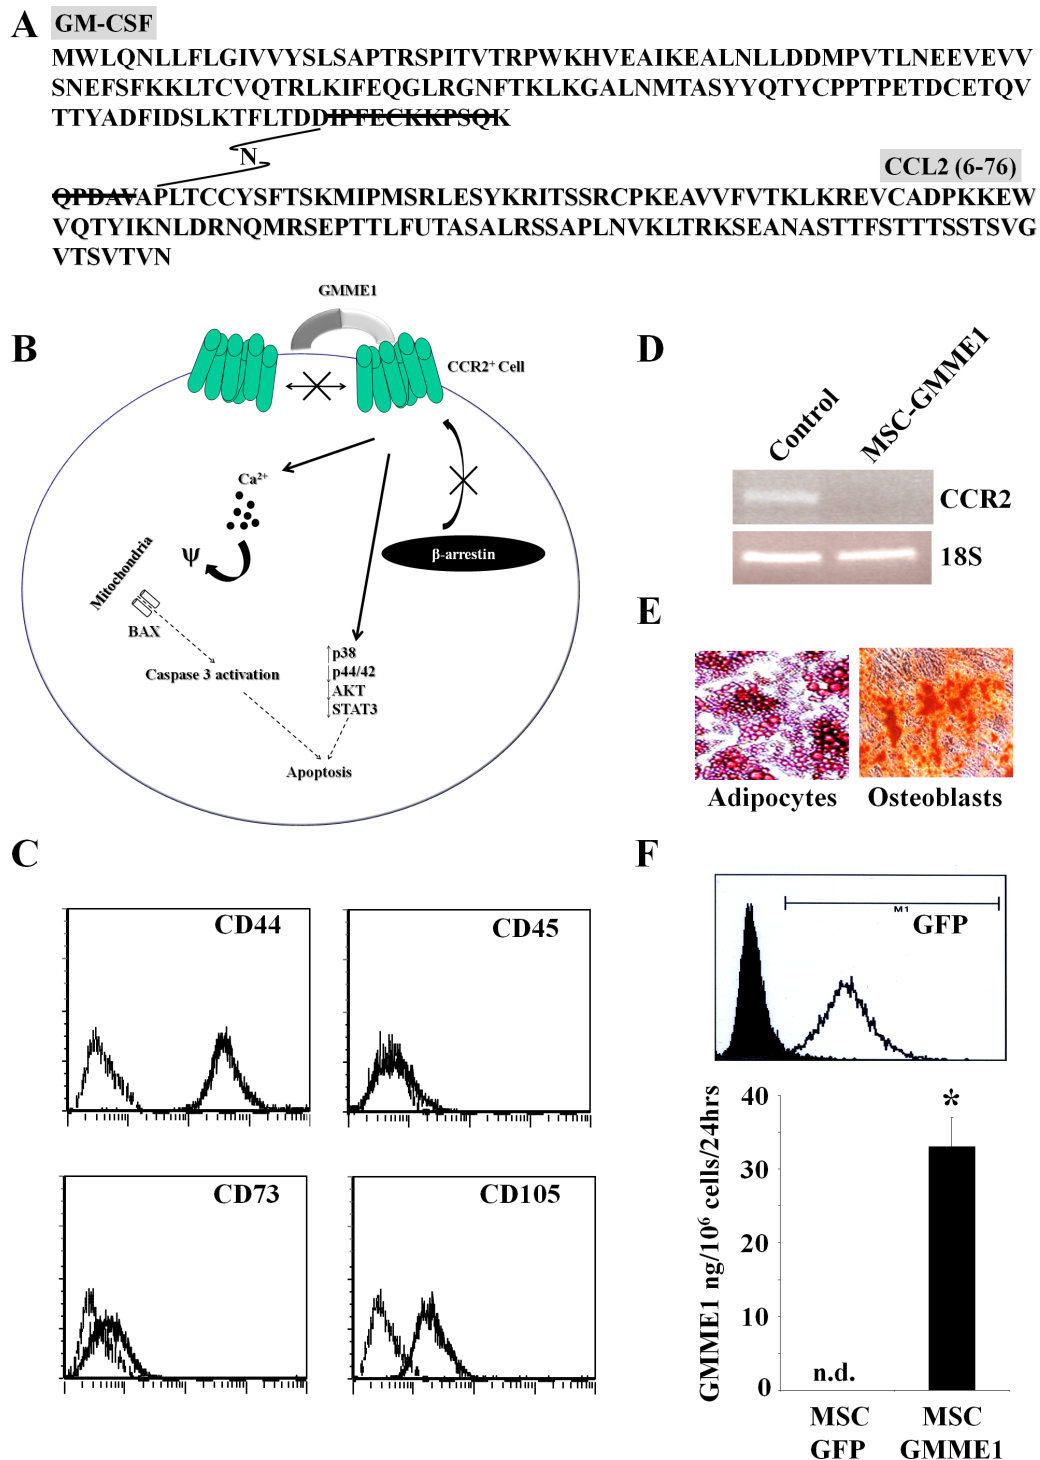 A GM-CSF
MWLQNLLFLGIVVYSLSAPTRSPITVTRPWKHVEAIKEALNLLDDMPVTLNEEVEVV
SNEFSFKKLTCVQTRLKIFEQGLRGNFTKLKGALNMTASYYQTYCPPTPETDCETQV
TTYADFIDSLKTFLTDDIPFECKKPSQK
N
CCL2 (6-76)
QPDAVAPLTCCYSFTSKMIPMSRLESYKRITSSRCPKEAVVFVTKLKREVCADPKKEW
VQTYIKNLDRNQMRSEPTTLFUTASALRSSAPLNVKLTRKSEANASTTFSTTTSSTSVG
VTSVTVN
B
GMME1
CCR2+ Cell
Ca2+
β-arrestin
Ψ
Mitochondria
BAX
Caspase 3 activation
p38
p44/42
AKT
STAT3
Apoptosis
D
Control
MSC-GMME1
CCR2
18S
E
Adipocytes
Osteoblasts
C
CD44
CD45
CD73
CD105
F
M1
GFP
GMME1 ng/10⁶ cells/24hrs
40
30
20
10
0
*
n.d.
MSC
GFP
MSC
GMME1